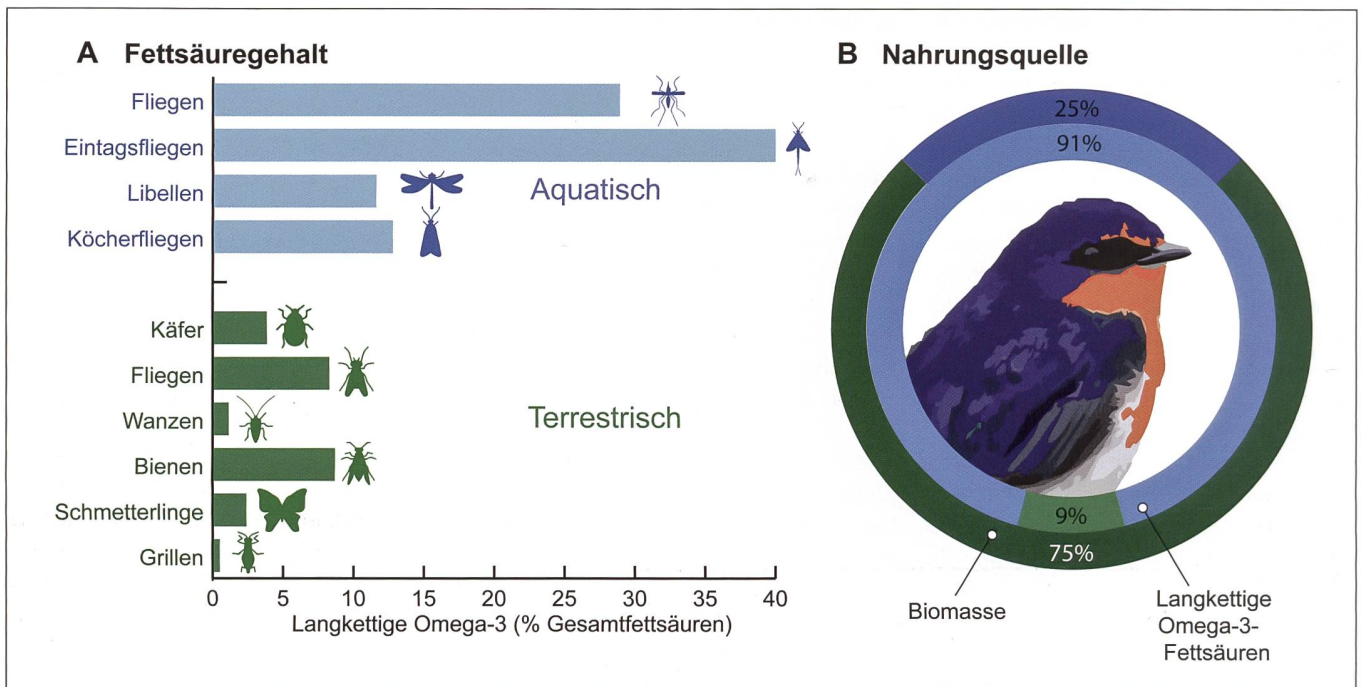 A Fettsäuregehalt
Fliegen
Eintagsfliegen
Libellen
Köcherfliegen
Aquatisch
Käfer
Fliegen
Wanzen
Bienen
Schmetterlinge
Grillen
Terrestrisch
0 5 10 15 20 25 30 35 40
Langkettige Omega-3 (% Gesamtfettsäuren)
B Nahrungsquelle
25%
91%
9%
75%
Biomasse
Langkettige
Omega-3-
Fettsäuren